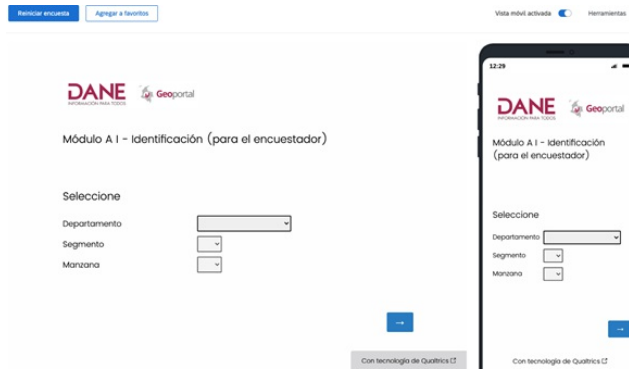 Reiniciar encuesta
Agregar a favoritos
Vista móvil activada
Herramientas
DANE
INFORMACIÓN PARA TODOS
Geoportal
Módulo A I - Identificación (para el encuestador)
Seleccione
Departamento
Segmento
Manzana
→
Con tecnología de Qualtrics
12:29
DANE
INFORMACIÓN PARA TODOS
Geoportal
Módulo A I - Identificación
(para el encuestador)
Seleccione
Departamento
Segmento
Manzana
→
Con tecnología de Qualtrics